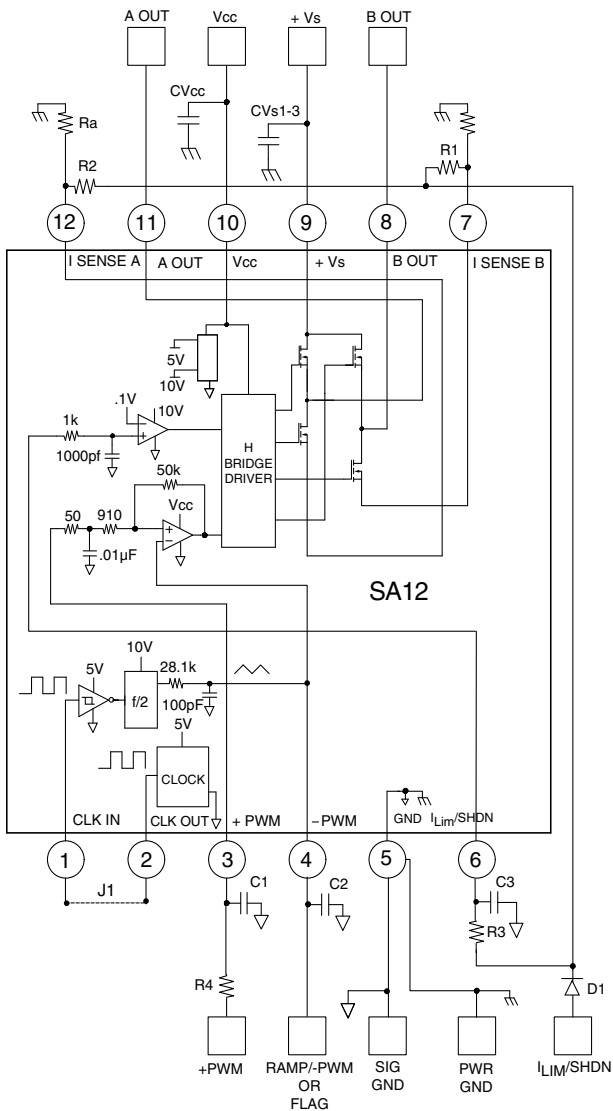 A OUT
Vcc
+ Vs
B OUT
CVcc
CVs1-3
Ra
R1
R2
12
11
10
9
8
7
I SENSE A
A OUT
Vcc
+ Vs
B OUT
I SENSE B
5V
10V
.1V
10V
1k
1000pf
H
BRIDGE
DRIVER
50k
Vcc
50
910
.01µF
SA12
10V
5V
28.1k
f/2
100pF
5V
CLOCK
GND
CLK IN
CLK OUT
+ PWM
–PWM
ILim/SHDN
1
2
3
4
5
6
J1
C1
C2
C3
R3
R4
D1
+PWM
RAMP/-PWM
OR
FLAG
SIG
GND
PWR
GND
ILIM/SHDN